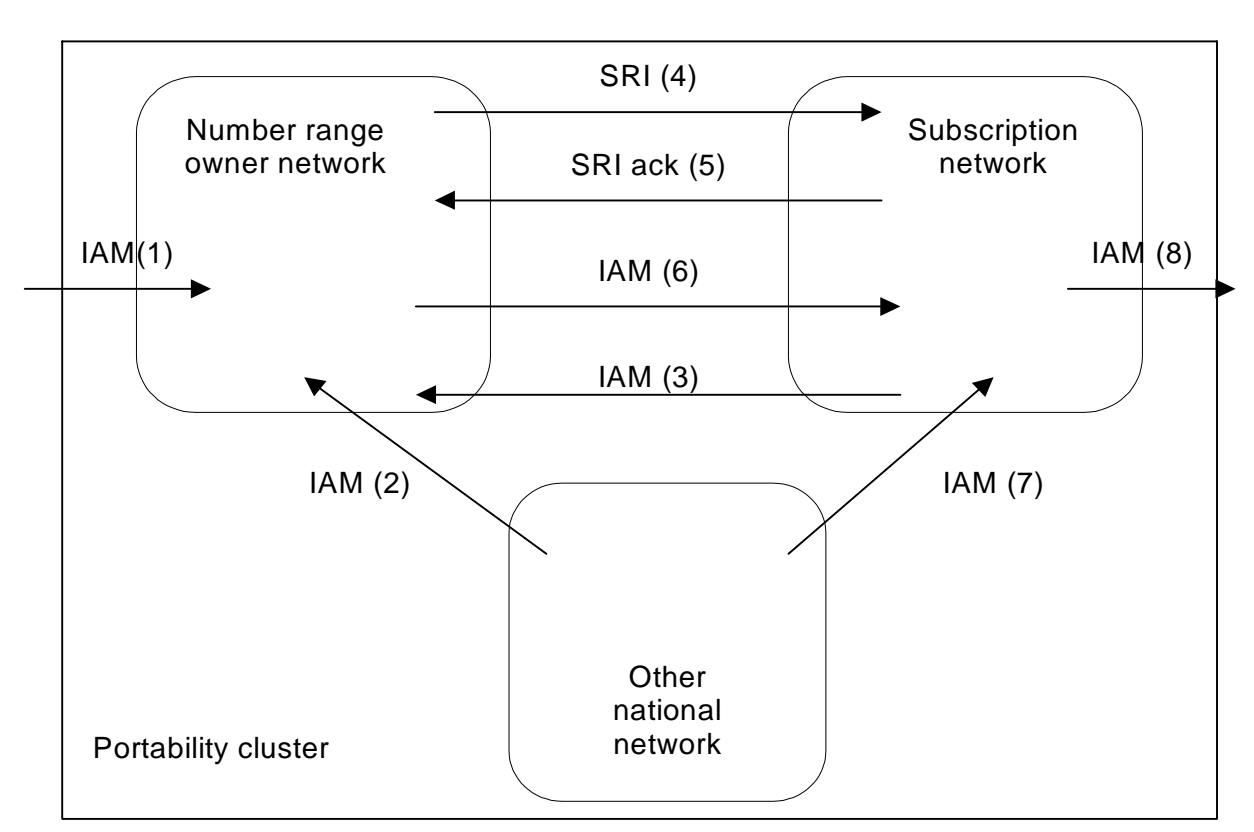 SRI (4)
Number range
owner network
Subscription
network
SRI ack (5)
IAM(1)
IAM (6)
IAM (8)
IAM (3)
IAM (2)
IAM (7)
Other
national
network
Portability cluster